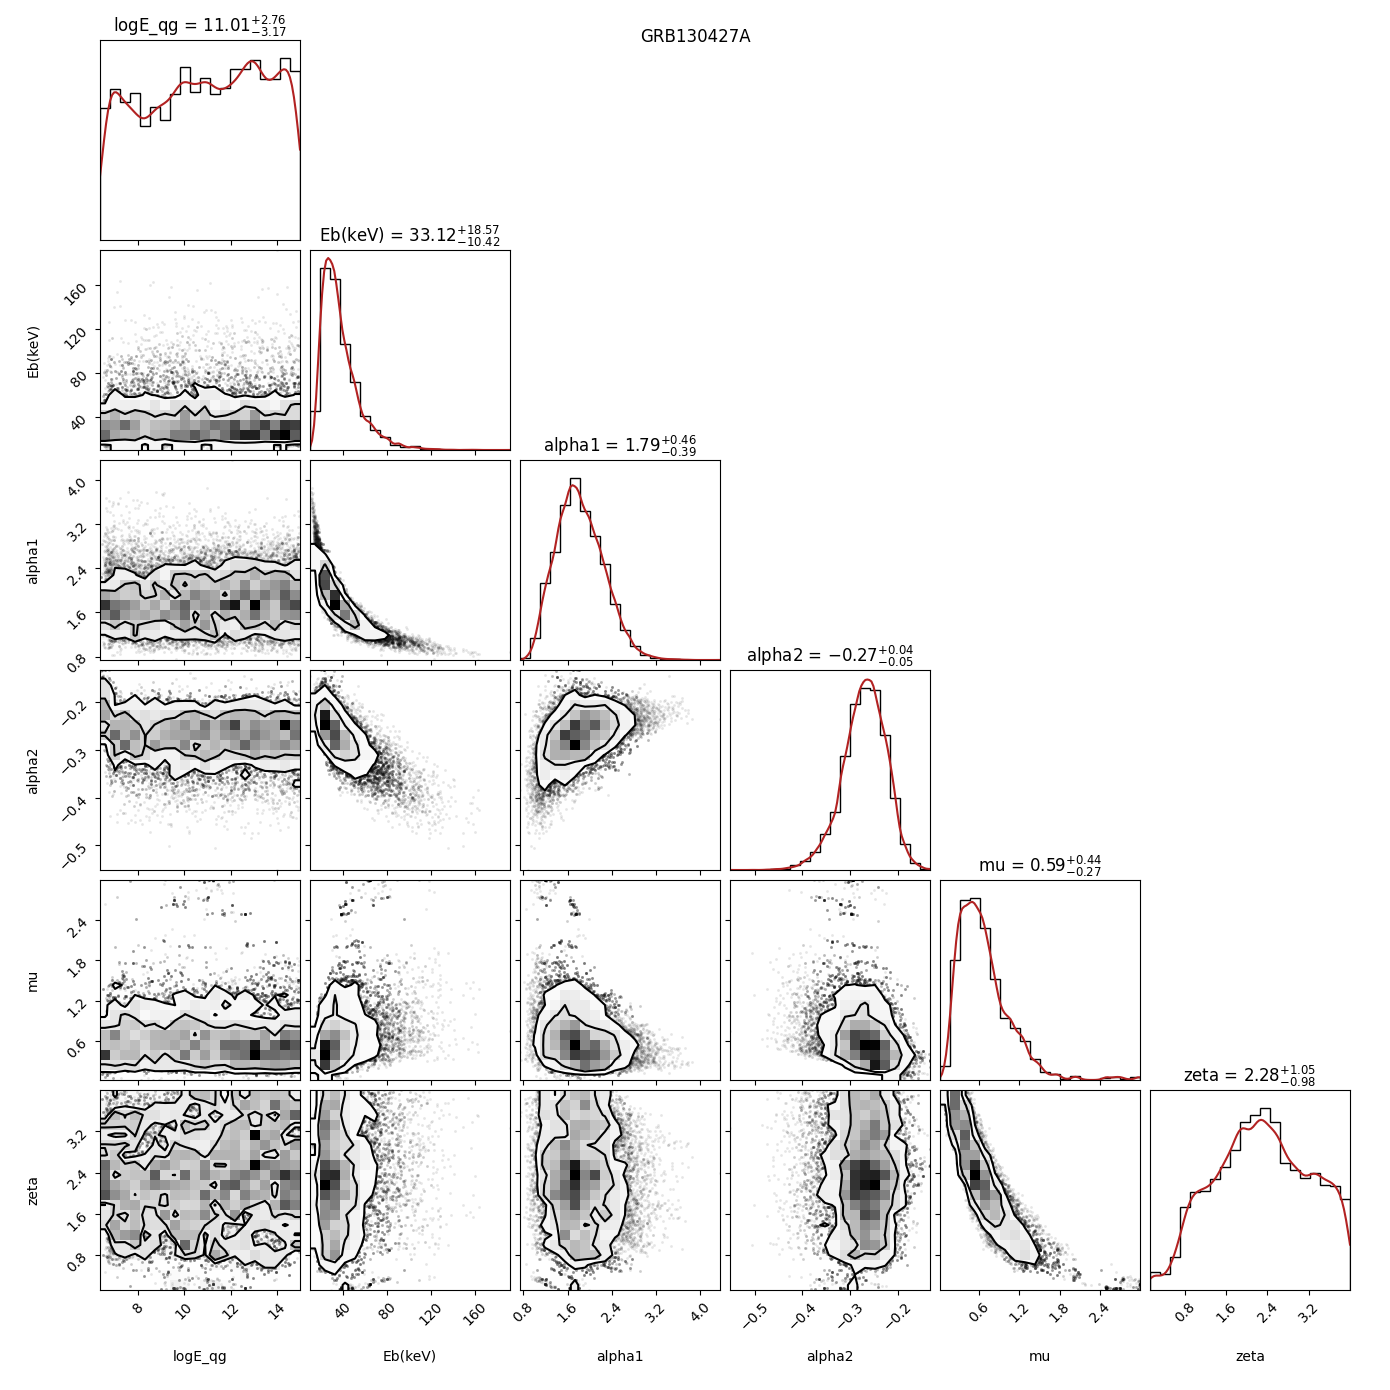 GRB130427A
logE_qg = 11.01^{+2.76}_{−3.17}
Eb(keV) = 33.12^{+18.57}_{−10.42}
160
120
80
40
Eb(keV)
alpha1 = 1.79^{+0.46}_{−0.39}
4.0
3.2
2.4
1.6
0.8
alpha1
alpha2 = −0.27^{+0.04}_{−0.05}
−0.2
−0.3
−0.4
−0.5
alpha2
mu = 0.59^{+0.44}_{−0.27}
2.4
1.8
1.2
0.6
mu
zeta = 2.28^{+1.05}_{−0.98}
3.2
2.4
1.6
0.8
zeta
8 10 12 14
40 80 120 160
0.8 1.6 2.4 3.2 4.0
−0.5 −0.4 −0.3 −0.2
0.6 1.2 1.8 2.4
0.8 1.6 2.4 3.2
logE_qg Eb(keV) alpha1 alpha2 mu zeta